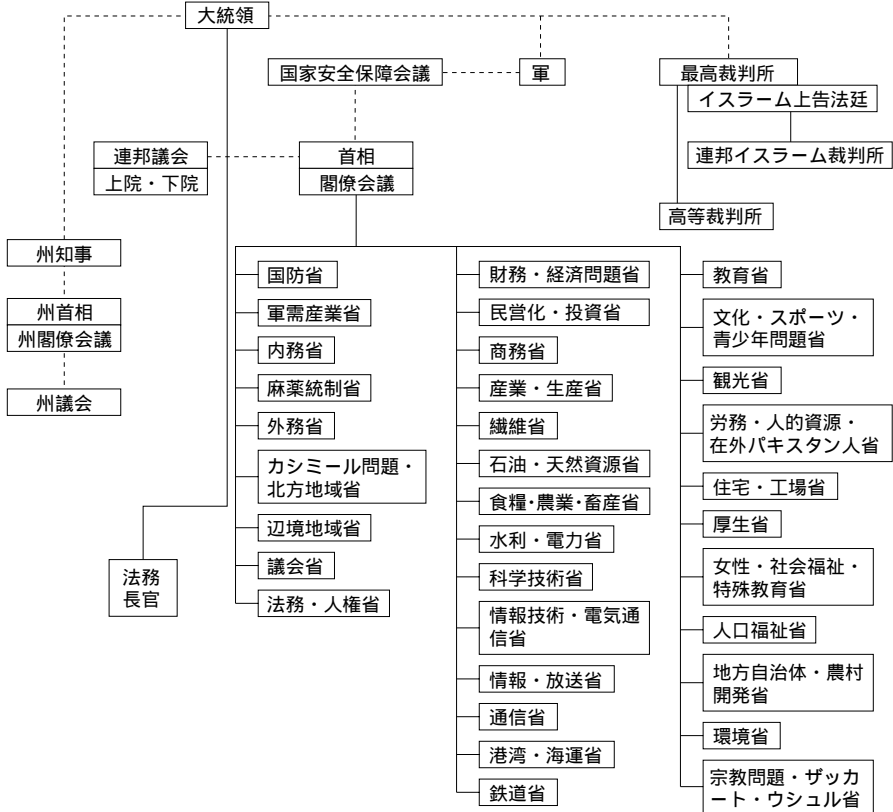 大統領
国家安全保障会議
軍
最高裁判所
イスラーム上告法廷
連邦イスラーム裁判所
高等裁判所
連邦議会
上院・下院
首相
閣僚会議
州知事
州首相
州閣僚会議
州議会
法務
長官
国防省
軍需産業省
内務省
麻薬統制省
外務省
カシミール問題・
北方地域省
辺境地域省
議会省
法務・人権省
財務・経済問題省
民営化・投資省
商務省
産業・生産省
繊維省
石油・天然資源省
食糧・農業・畜産省
水利・電力省
科学技術省
情報技術・電気通
信省
情報・放送省
通信省
港湾・海運省
鉄道省
教育省
文化・スポーツ・
青少年問題省
観光省
労務・人的資源・
在外パキスタン人省
住宅・工場省
厚生省
女性・社会福祉・
特殊教育省
人口福祉省
地方自治体・農村
開発省
環境省
宗教問題・ザッカ
ート・ウシュル省